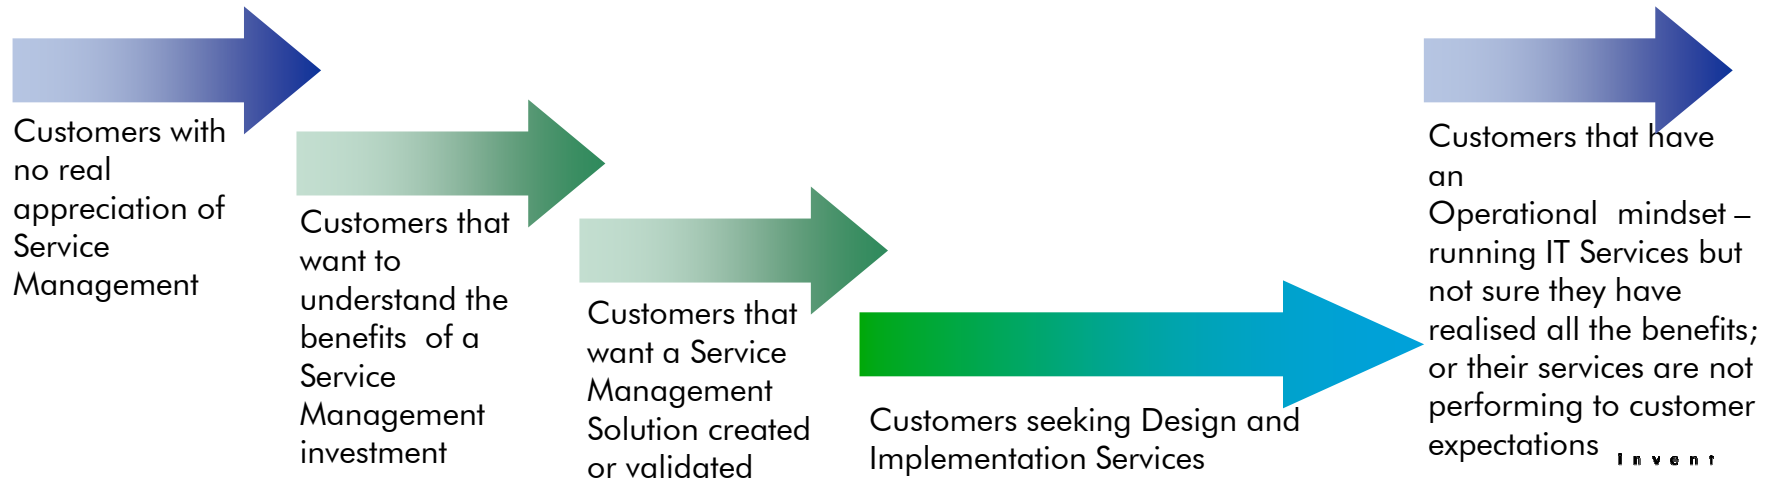 Customers with
no real
appreciation of
Service
Management
Customers that
want to
understand the
benefits  of a
Service
Management
investment
Customers that
want a Service
Management
Solution created
or validated
Customers seeking Design and
Implementation Services
Customers that have
an
Operational  mindset –
running IT Services but
not sure they have
realised all the benefits;
or their services are not
performing to customer
expectations
i n v e n t